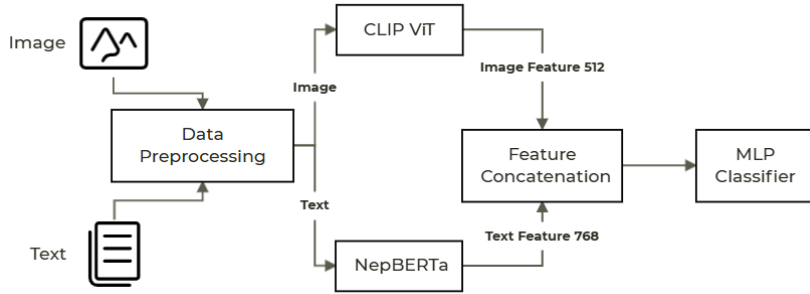 Image
CLIP ViT
Image Feature 512
Image
Data
Preprocessing
Feature
Concatenation
MLP
Classifier
Text
Text Feature 768
Text
NepBERTa